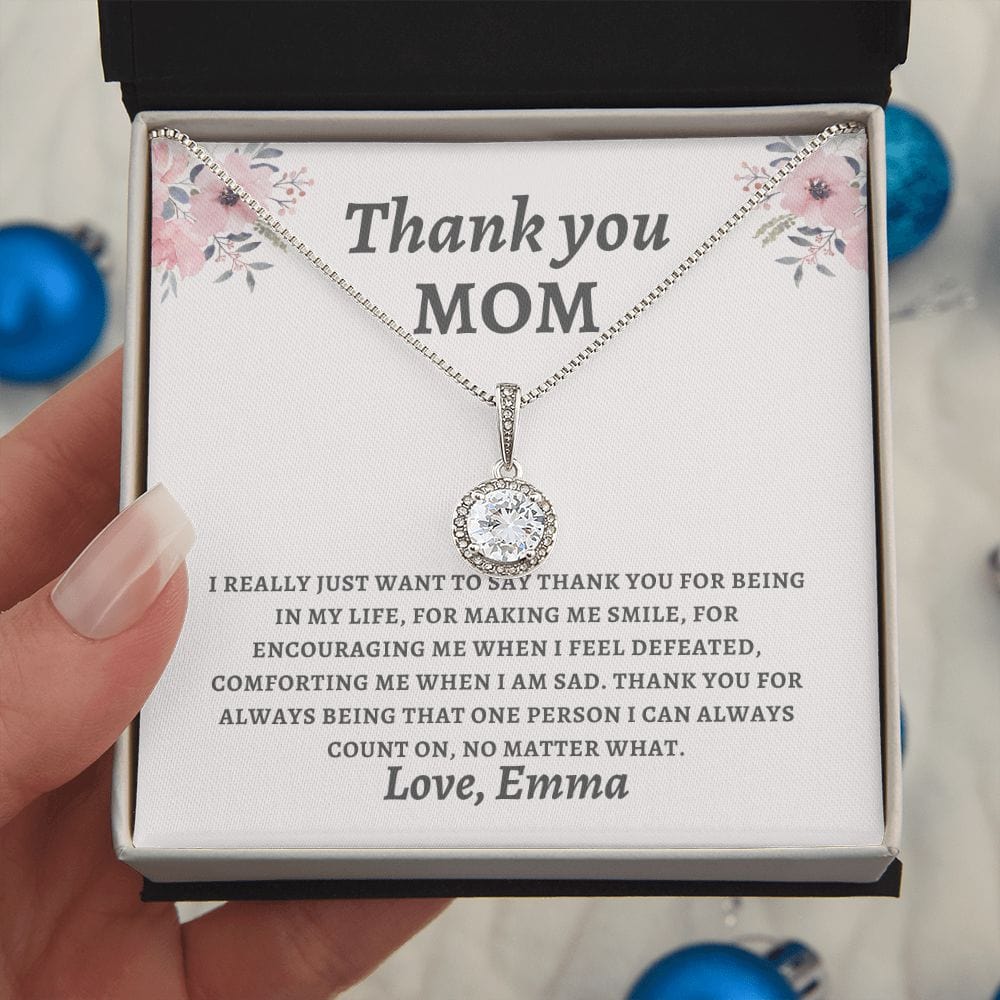 Thank you
MOM
I REALLY JUST WANT TO SAY THANK YOU FOR BEING
IN MY LIFE, FOR MAKING ME SMILE, FOR
ENCOURAGING ME WHEN I FEEL DEFEATED,
COMFORTING ME WHEN I AM SAD. THANK YOU FOR
ALWAYS BEING THAT ONE PERSON I CAN ALWAYS
COUNT ON, NO MATTER WHAT.
Love, Emma